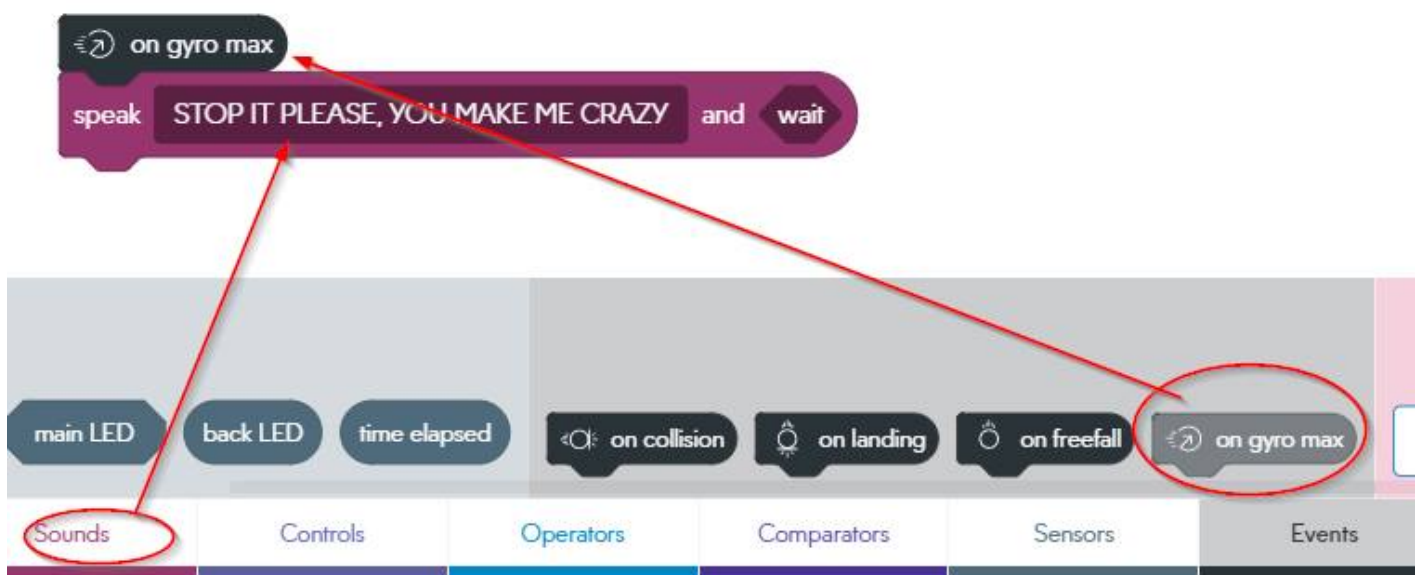 on gyro max
speak STOP IT PLEASE, YOU MAKE ME CRAZY and wait
main LED back LED time elapsed on collision on landing on freefall on gyro max
Sounds Controls Operators Comparators Sensors Events